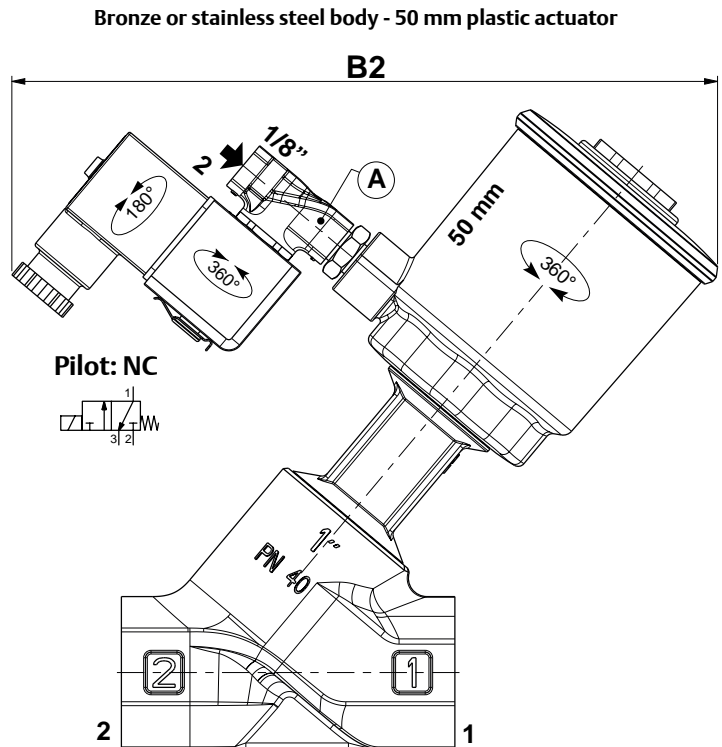 Bronze or stainless steel body - 50 mm plastic actuator
B2
1/8”
2
A
180°
360°
50 mm
360°
Pilot: NC
1
3 2
1"
PN 40
2
1
2
1